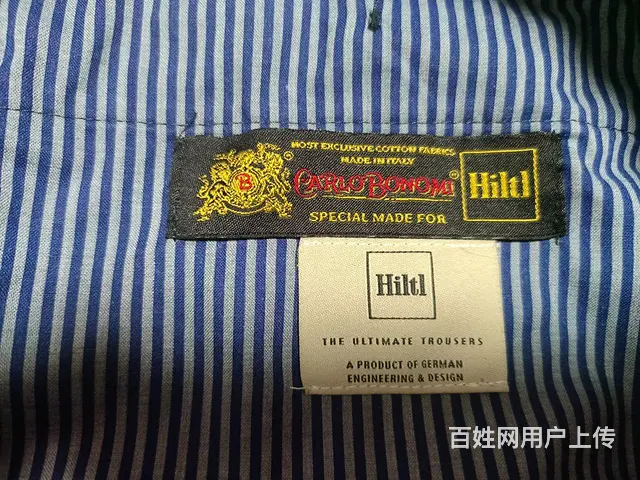 MOST EXCLUSIVE COTTON FABRICS
MADE IN ITALY
B
CARLO BONOMI®
Hiltl
SPECIAL MADE FOR
Hiltl
THE ULTIMATE TROUSERS
A PRODUCT OF GERMAN
ENGINEERING & DESIGN
百姓网用户上传